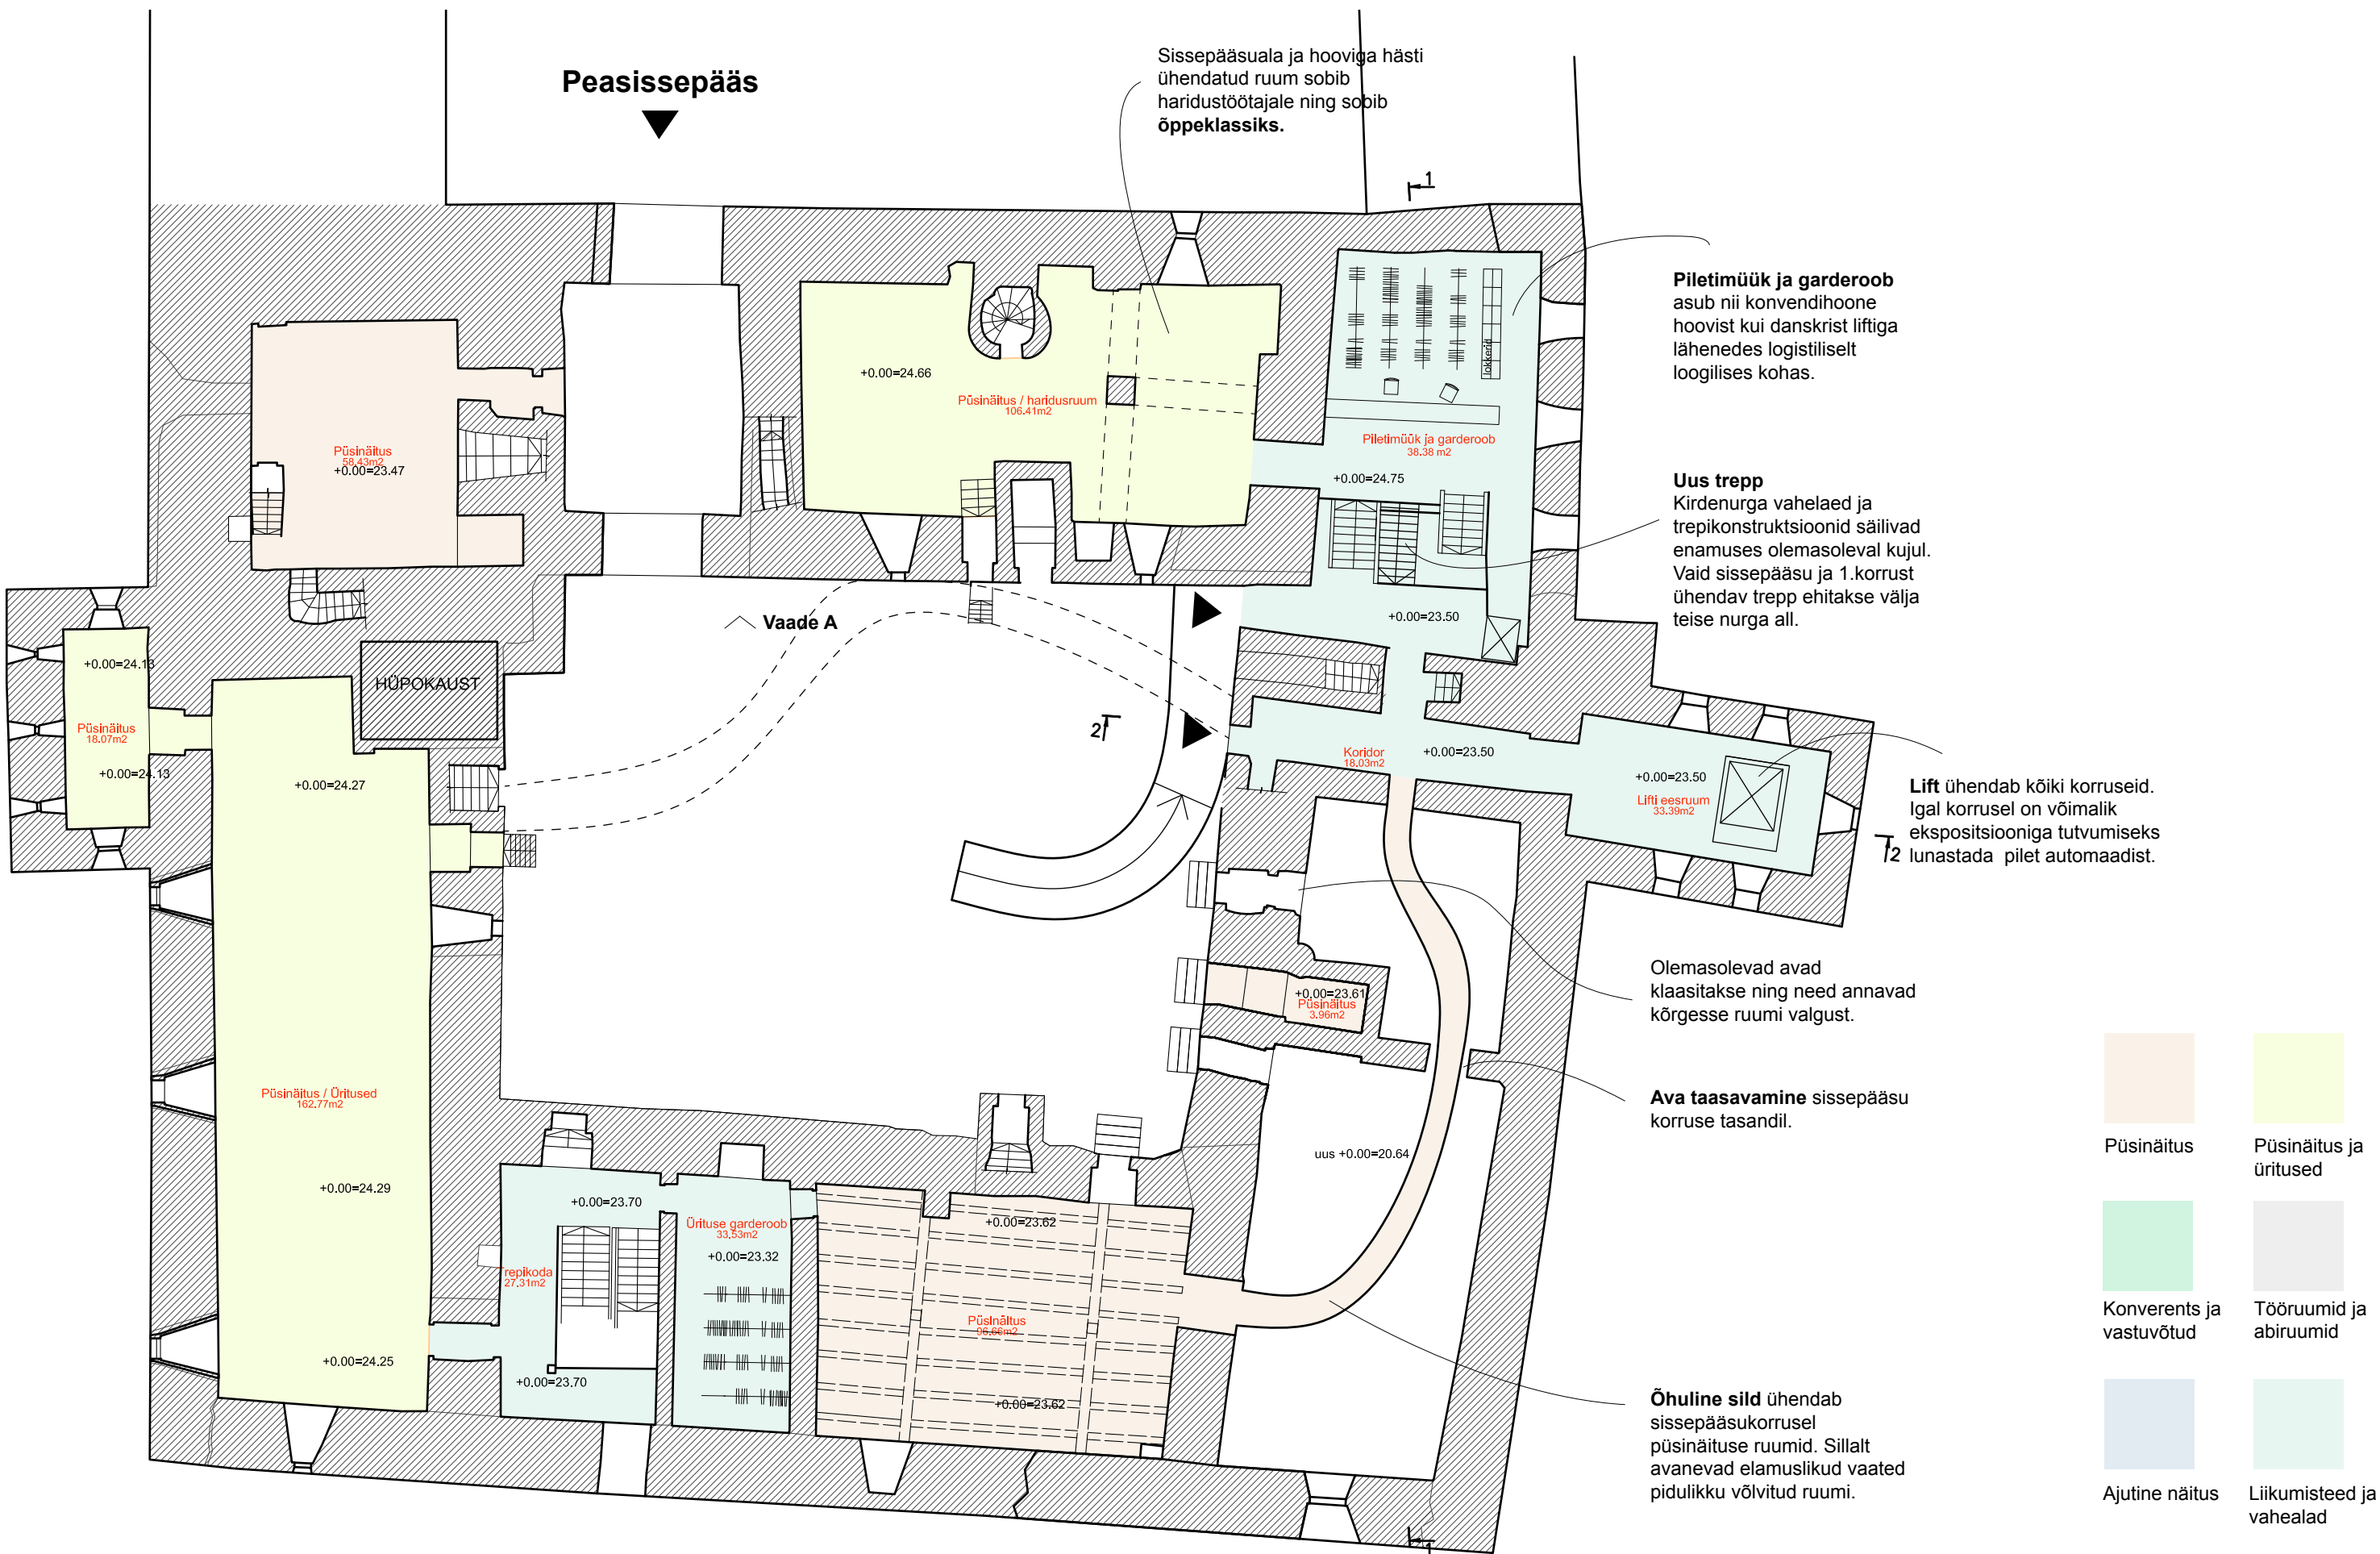 Peasissepääs
Sissepääsuala ja hooviga hästi
ühendatud ruum sobib
haridustöötajale ning sobib
õppeklassiks.
1
Piletimüük ja garderoob
asub nii konvendihoone
hoovist kui danskrist liftiga
lähenedes logistiliselt
loogilises kohas.
lokkerid
+0.00=24.66
Püsinäitus / haridusruum
106.41m2
Piletimüük ja garderoob
38.38 m2
+0.00=24.75
Püsinäitus
58.43m2
+0.00=23.47
Uus trepp
Kirdenurga vahelaed ja
trepikonstruktsioonid säilivad
enamuses olemasoleval kujul.
Vaid sissepääsu ja 1.korrust
ühendav trepp ehitakse välja
teise nurga all.
Vaade A
+0.00=23.50
+0.00=24.13
HÜPOKAUST
Püsinäitus
18.07m2
+0.00=24.13
+0.00=24.27
2
Koridor
18.03m2
+0.00=23.50
+0.00=23.50
Lifti eesruum
33.39m2
Lift ühendab kõiki korruseid.
Igal korrusel on võimalik
ekspositsiooniga tutvumiseks
lunastada pilet automaadist.
2
+0.00=23.61
Püsinäitus
3.96m2
Olemasolevad avad
klaasitakse ning need annavad
kõrgesse ruumi valgust.
Püsinäitus / Üritused
162.77m2
Ava taasavamine sissepääsu
korruse tasandil.
uus +0.00=20.64
+0.00=24.29
+0.00=23.70
Ürituse garderoob
33.53m2
+0.00=23.32
+0.00=23.62
repikoda
27.31m2
Püsinäitus
96.66m2
+0.00=24.25
+0.00=23.70
+0.00=23.62
Õhuline sild ühendab
sissepääsukorrusel
püsinäituse ruumid. Sillalt
avanevad elamuslikud vaated
pidulikku võlvitud ruumi.
1
Püsinäitus
Püsinäitus ja
üritused
Konverents ja
vastuvõtud
Tööruumid ja
abiruumid
Ajutine näitus
Liikumisteed ja
vahealad